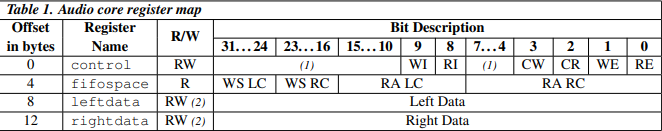 Table 1. Audio core register map
Offset in bytes Register Name R/W Bit Description
31…24 23…16 15…10 9 8 7…4 3 2 1 0
0 control RW (1) WI RI (1) CW CR WE RE
4 fifospace R WS LC WS RC RA LC RA RC
8 leftdata RW (2) Left Data
12 rightdata RW (2) Right Data